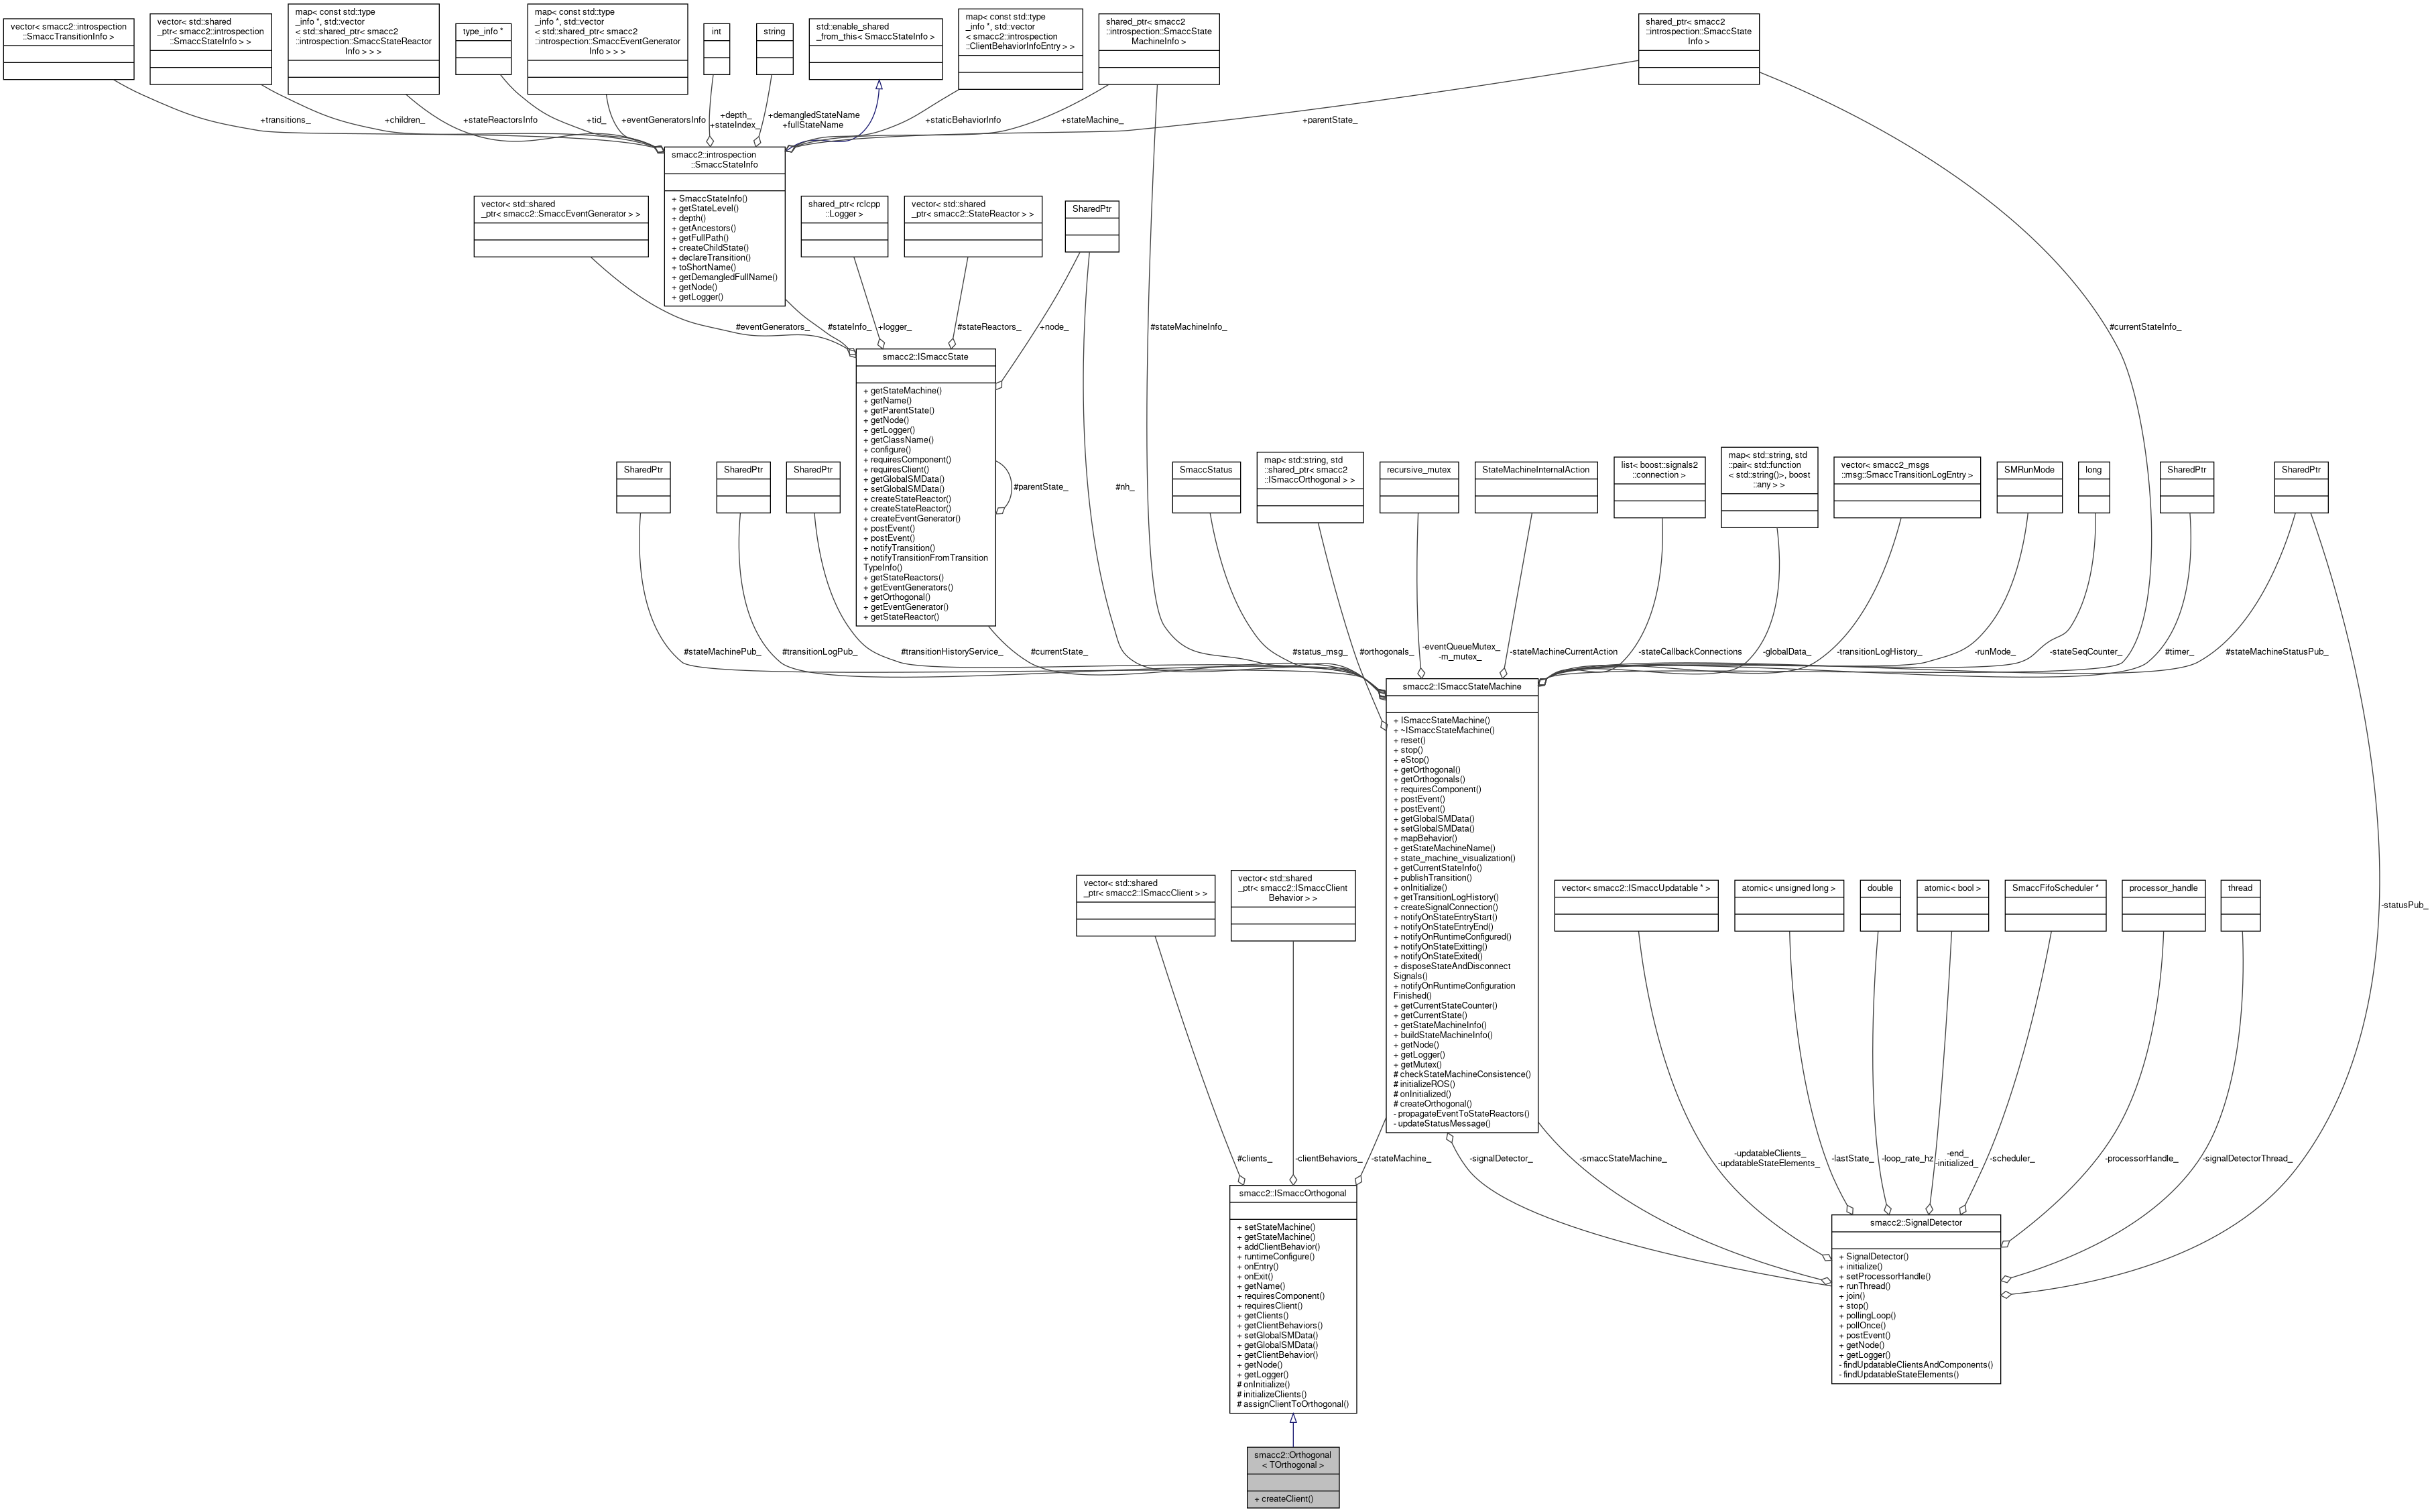 vector< smacc2::introspection
::SmaccTransitionInfo >
vector< std::shared
_ptr< smacc2::introspection
::SmaccStateInfo > >
map< const std::type
_info *, std::vector
< std::shared_ptr< smacc2
::introspection::SmaccStateReactor
Info > > >
type_info *
map< const std::type
_info *, std::vector
< std::shared_ptr< smacc2
::introspection::SmaccEventGenerator
Info > > >
int
string
std::enable_shared
_from_this< SmaccStateInfo >
map< const std::type
_info *, std::vector
< smacc2::introspection
::ClientBehaviorInfoEntry > >
shared_ptr< smacc2
::introspection::SmaccState
MachineInfo >
shared_ptr< smacc2
::introspection::SmaccState
Info >
+transitions_
+children_
+stateReactorsInfo
+tid_
+eventGeneratorsInfo
+depth_
+stateIndex_
+demangledStateName
+fullStateName
+staticBehaviorInfo
+stateMachine_
+parentState_
smacc2::introspection
::SmaccStateInfo
+ SmaccStateInfo()
+ getStateLevel()
+ depth()
+ getAncestors()
+ getFullPath()
+ createChildState()
+ declareTransition()
+ toShortName()
+ getDemangledFullName()
+ getNode()
+ getLogger()
vector< std::shared
_ptr< smacc2::SmaccEventGenerator > >
shared_ptr< rclcpp
::Logger >
vector< std::shared
_ptr< smacc2::StateReactor > >
SharedPtr
#eventGenerators_
#stateInfo_
+logger_
#stateReactors_
+node_
#stateMachineInfo_
#currentStateInfo_
smacc2::ISmaccState
+ getStateMachine()
+ getName()
+ getParentState()
+ getNode()
+ getLogger()
+ getClassName()
+ configure()
+ requiresComponent()
+ requiresClient()
+ getGlobalSMData()
+ setGlobalSMData()
+ createStateReactor()
+ createStateReactor()
+ createEventGenerator()
+ postEvent()
+ postEvent()
+ notifyTransition()
+ notifyTransitionFromTransition
TypeInfo()
+ getStateReactors()
+ getEventGenerators()
+ getOrthogonal()
+ getEventGenerator()
+ getStateReactor()
#parentState_
#nh_
SharedPtr
SharedPtr
SharedPtr
SmaccStatus
map< std::string, std
::shared_ptr< smacc2
::ISmaccOrthogonal > >
recursive_mutex
StateMachineInternalAction
list< boost::signals2
::connection >
map< std::string, std
::pair< std::function
< std::string()>, boost
::any > >
vector< smacc2_msgs
::msg::SmaccTransitionLogEntry >
SMRunMode
long
SharedPtr
SharedPtr
#stateMachinePub_
#transitionLogPub_
#transitionHistoryService_
#currentState_
#status_msg_
#orthogonals_
-eventQueueMutex_
-m_mutex_
-stateMachineCurrentAction
-stateCallbackConnections
-globalData_
-transitionLogHistory_
-runMode_
-stateSeqCounter_
#timer_
#stateMachineStatusPub_
smacc2::ISmaccStateMachine
+ ISmaccStateMachine()
+ ~ISmaccStateMachine()
+ reset()
+ stop()
+ eStop()
+ getOrthogonal()
+ getOrthogonals()
+ requiresComponent()
+ postEvent()
+ postEvent()
+ getGlobalSMData()
+ setGlobalSMData()
+ mapBehavior()
+ getStateMachineName()
+ state_machine_visualization()
+ getCurrentStateInfo()
+ publishTransition()
+ onInitialize()
+ getTransitionLogHistory()
+ createSignalConnection()
+ notifyOnStateEntryStart()
+ notifyOnStateEntryEnd()
+ notifyOnRuntimeConfigured()
+ notifyOnStateExitting()
+ notifyOnStateExited()
+ disposeStateAndDisconnect
Signals()
+ notifyOnRuntimeConfiguration
Finished()
+ getCurrentStateCounter()
+ getCurrentState()
+ getStateMachineInfo()
+ buildStateMachineInfo()
+ getNode()
+ getLogger()
+ getMutex()
# checkStateMachineConsistence()
# initializeROS()
# onInitialized()
# createOrthogonal()
- propagateEventToStateReactors()
- updateStatusMessage()
vector< std::shared
_ptr< smacc2::ISmaccClient > >
vector< std::shared
_ptr< smacc2::ISmaccClient
Behavior > >
vector< smacc2::ISmaccUpdatable * >
atomic< unsigned long >
double
atomic< bool >
SmaccFifoScheduler *
processor_handle
thread
-statusPub_
#clients_
-clientBehaviors_
-stateMachine_
-signalDetector_
-smaccStateMachine_
-updatableClients_
-updatableStateElements_
-lastState_
-loop_rate_hz
-end_
-initialized_
-scheduler_
-processorHandle_
-signalDetectorThread_
smacc2::ISmaccOrthogonal
+ setStateMachine()
+ getStateMachine()
+ addClientBehavior()
+ runtimeConfigure()
+ onEntry()
+ onExit()
+ getName()
+ requiresComponent()
+ requiresClient()
+ getClients()
+ getClientBehaviors()
+ setGlobalSMData()
+ getGlobalSMData()
+ getClientBehavior()
+ getNode()
+ getLogger()
# onInitialize()
# initializeClients()
# assignClientToOrthogonal()
smacc2::SignalDetector
+ SignalDetector()
+ initialize()
+ setProcessorHandle()
+ runThread()
+ join()
+ stop()
+ pollingLoop()
+ pollOnce()
+ postEvent()
+ getNode()
+ getLogger()
- findUpdatableClientsAndComponents()
- findUpdatableStateElements()
smacc2::Orthogonal
< TOrthogonal >
+ createClient()